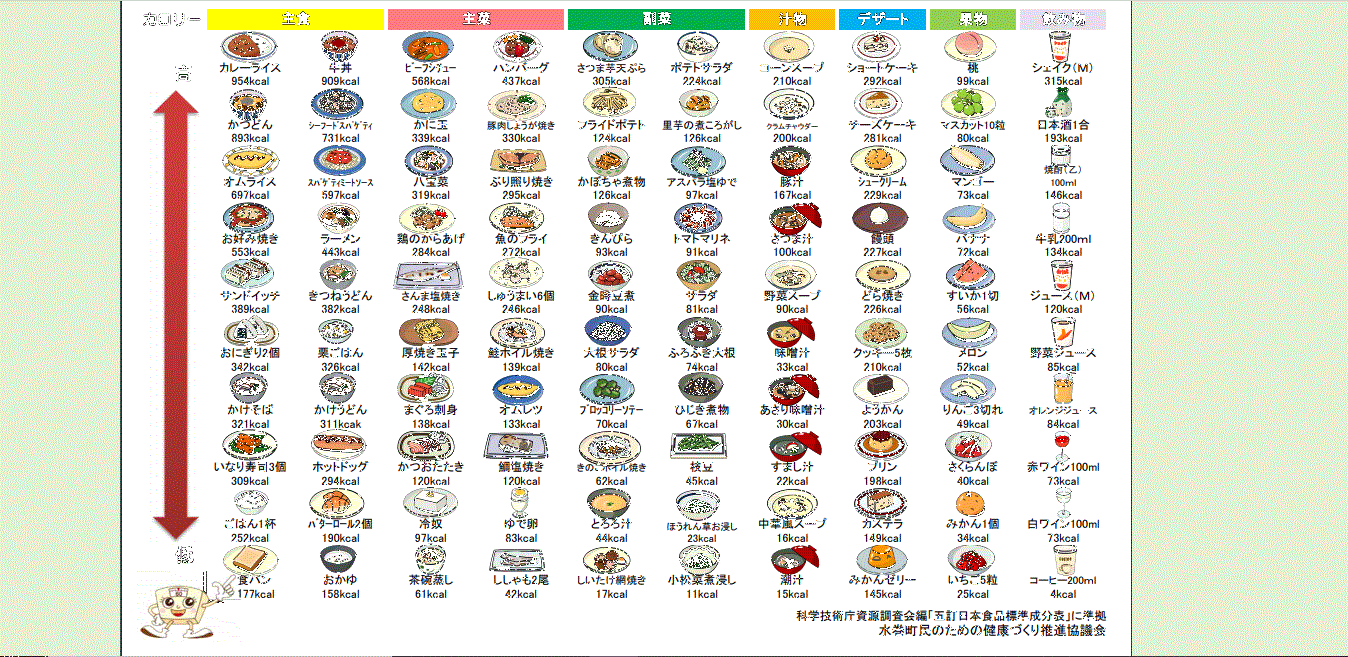 カロリー 主食 主菜 副菜 汁物 デザート 果物 飲み物
高
カレーライス 牛丼 ビーフシチュー ハンバーグ さつま芋天ぷら ポテトサラダ コーンスープ ショートケーキ 桃 シェイク(M)
954kcal 909kcal 568kcal 437kcal 305kcal 224kcal 210kcal 292kcal 99kcal 315kcal
かつどん シーフードスパゲティ かに玉 豚肉しょうが焼き フライドポテト 里芋の煮ころがし クラムチャウダー チーズケーキ マスカット10粒 日本酒1合
893kcal 731kcal 339kcal 330kcal 124kcal 126kcal 200kcal 281kcal 80kcal 193kcal
オムライス スパゲティミートソース 八宝菜 ぶり照り焼き かぼちゃ煮物 アスパラ塩ゆで 豚汁 シュークリーム マンゴー 焼酎(乙)
100ml
697kcal 597kcal 319kcal 295kcal 126kcal 97kcal 167kcal 229kcal 73kcal 146kcal
お好み焼き ラーメン 鶏のからあげ 魚のフライ きんぴら トマトマリネ さつま汁 饅頭 バナナ 牛乳200ml
553kcal 443kcal 284kcal 272kcal 93kcal 91kcal 100kcal 227kcal 72kcal 134kcal
サンドイッチ きつねうどん さんま塩焼き しゅうまい6個 金時豆煮 サラダ 野菜スープ どら焼き すいか1切 ジュース(M)
389kcal 382kcal 248kcal 246kcal 90kcal 81kcal 90kcal 226kcal 56kcal 120kcal
おにぎり2個 栗ごはん 厚焼き玉子 鮭ホイル焼き 大根サラダ ふろふき大根 味噌汁 クッキー5枚 メロン 野菜ジュース
342kcal 326kcal 142kcal 139kcal 80kcal 74kcal 33kcal 210kcal 52kcal 85kcal
かけそば かけうどん まぐろ刺身 オムレツ ブロッコリーソテー ひじき煮物 あさり味噌汁 ようかん りんご3切れ オレンジジュース
321kcal 311kcak 138kcal 133kcal 70kcal 67kcal 30kcal 203kcal 49kcal 84kcal
いなり寿司3個 ホットドッグ かつおたたき 鯛塩焼き きのこホイル焼き 枝豆 すまし汁 プリン さくらんぼ 赤ワイン100ml
309kcal 294kcal 120kcal 120kcal 62kcal 45kcal 22kcal 198kcal 40kcal 73kcal
ごはん1杯 バターロール2個 冷奴 ゆで卵 とろろ汁 ほうれん草お浸し 中華風スープ カステラ みかん1個 白ワイン100ml
252kcal 190kcal 97kcal 83kcal 44kcal 23kcal 16kcal 149kcal 34kcal 73kcal
低
食パン おかゆ 茶碗蒸し ししゃも2尾 しいたけ網焼き 小松菜煮浸し 潮汁 みかんゼリー いちご5粒 コーヒー200ml
177kcal 158kcal 61kcal 42kcal 17kcal 11kcal 15kcal 145kcal 25kcal 4kcal
科学技術庁資源調査会編「五訂日本食品標準成分表」に準拠
水巻町民のための健康づくり推進協議会